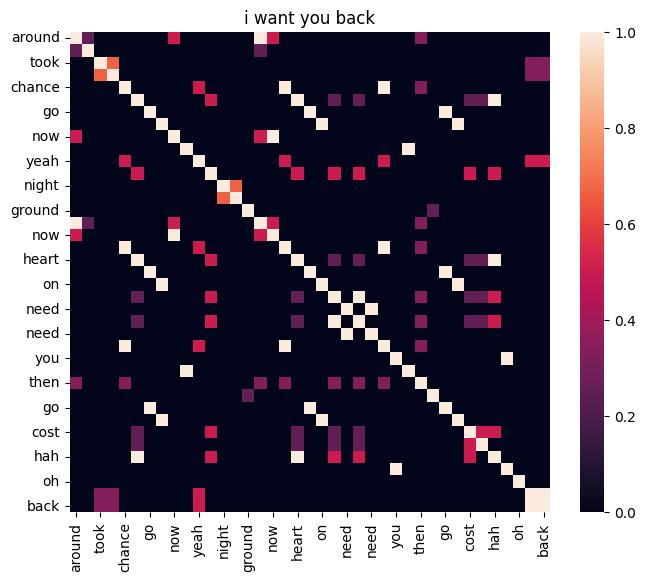 i want you back
around
took
chance
go
now
yeah
night
ground
now
heart
on
need
need
you
then
go
cost
hah
oh
back
1.0
0.8
0.6
0.4
0.2
0.0
around
took
chance
go
now
yeah
night
ground
now
heart
on
need
need
you
then
go
cost
hah
oh
back